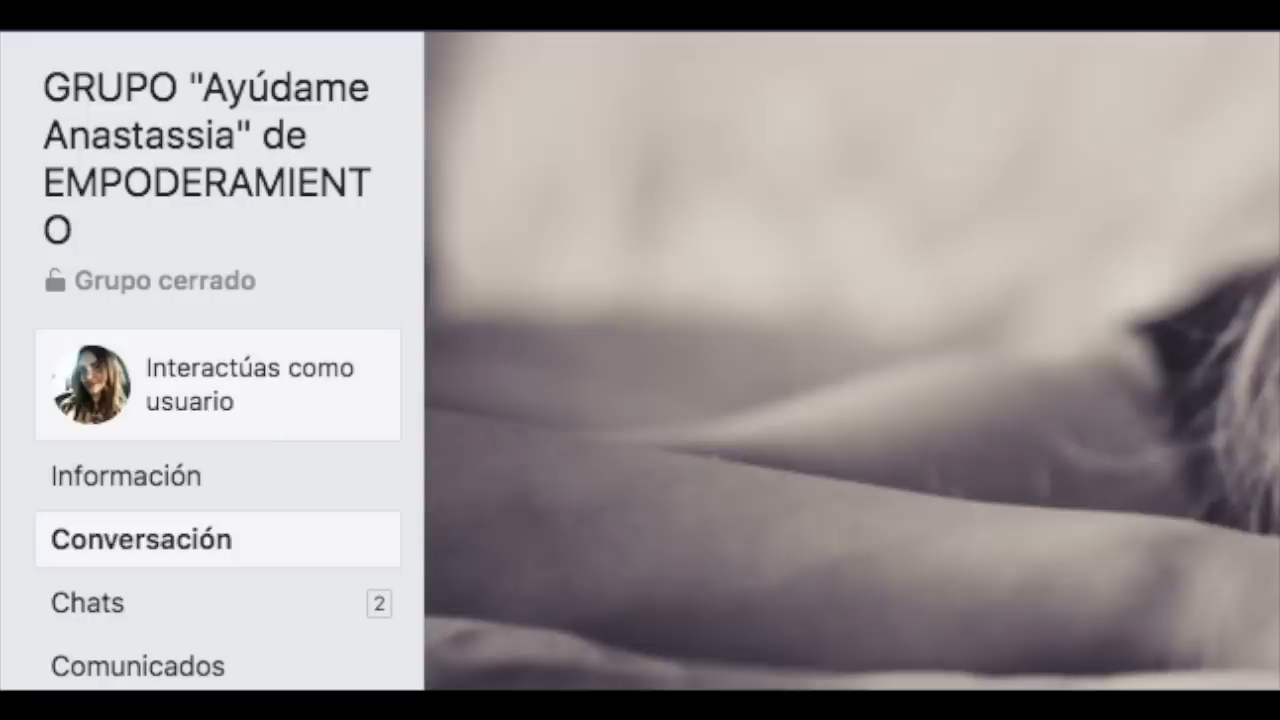 GRUPO "Ayúdame
Anastassia" de
EMPODERAMIENT
O
Grupo cerrado
Interactúas como
usuario
Información
Conversación
Chats 2
Comunicados